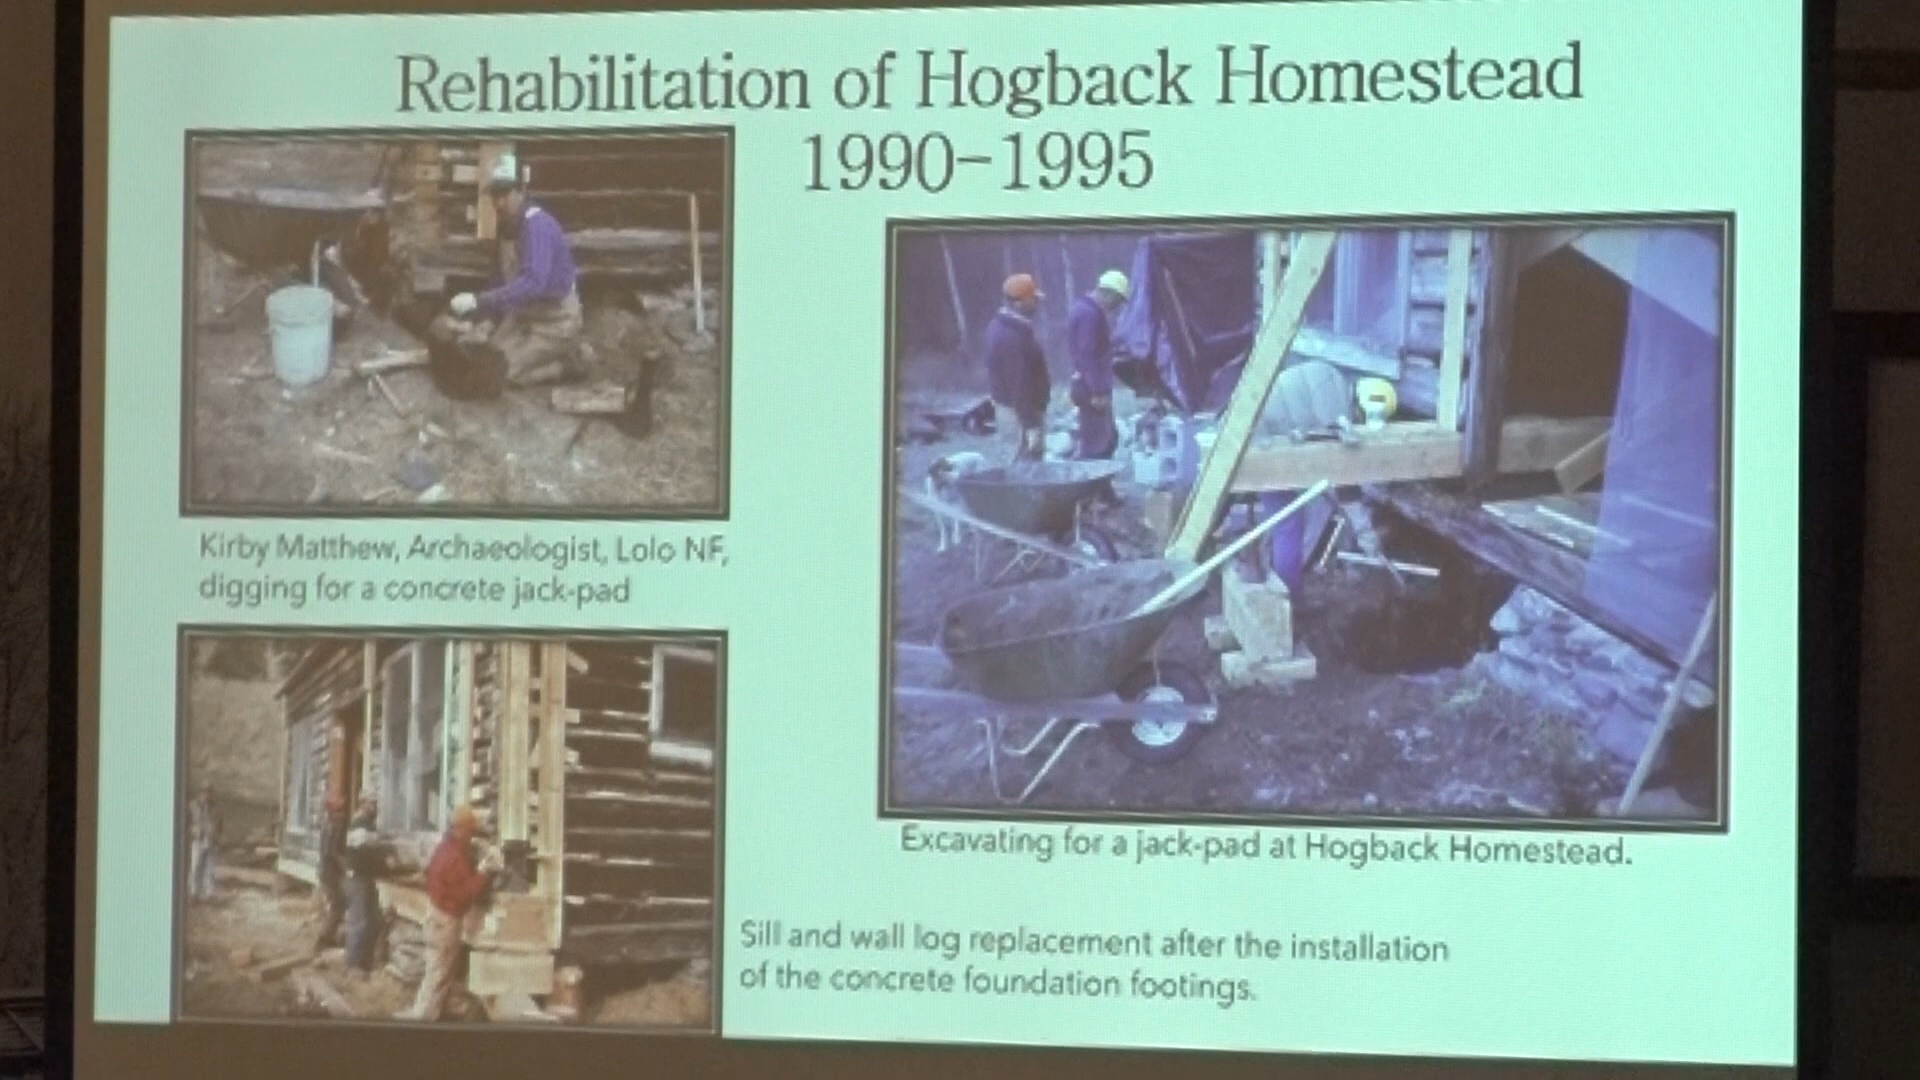 Rehabilitation of Hogback Homestead
1990-1995
Kirby Matthew, Archaeologist, Lolo NF,
digging for a concrete jack-pad
Excavating for a jack-pad at Hogback Homestead.
Sill and wall log replacement after the installation
of the concrete foundation footings.